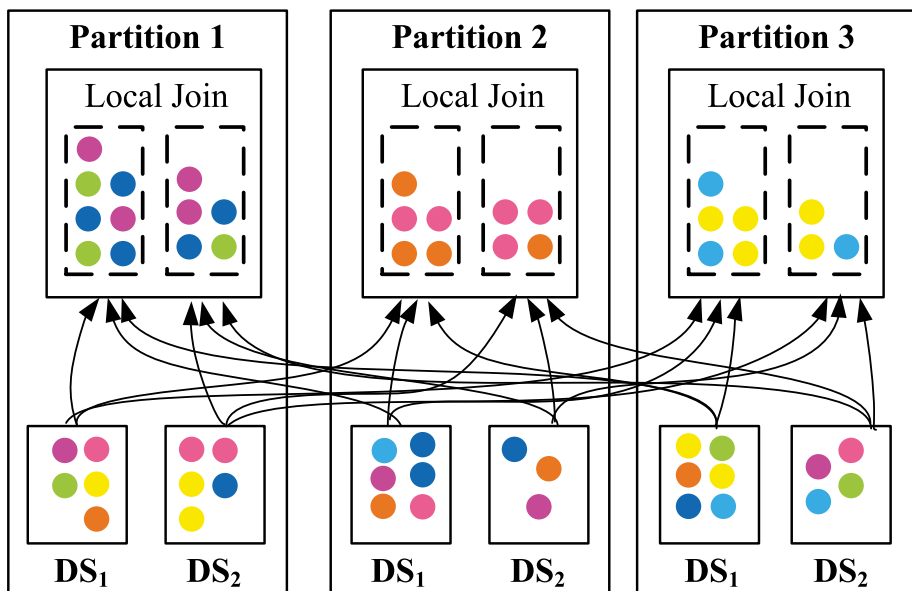 Partition 1
Partition 2
Partition 3
Local Join
Local Join
Local Join
DS₁
DS₂
DS₁
DS₂
DS₁
DS₂